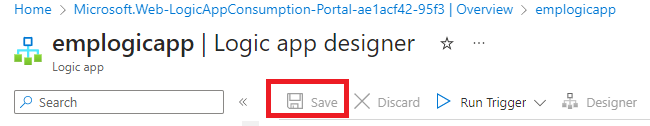 Home > Microsoft.Web-LogicAppConsumption-Portal-ae1acf42-95f3 | Overview > emplogicapp
emplogicapp | Logic app designer ☆ ···
Logic app
Search « Save Discard Run Trigger Designer